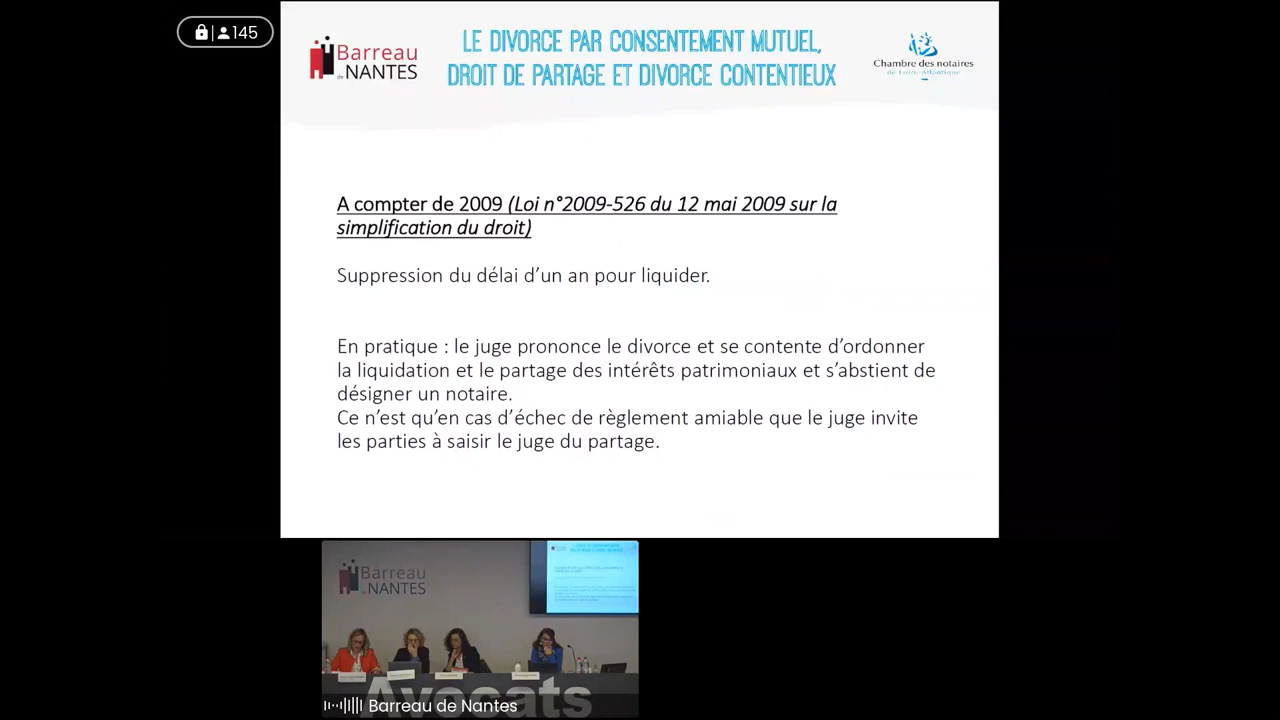 145
Barreau
de NANTES
LE DIVORCE PAR CONSENTEMENT MUTUEL,
DROIT DE PARTAGE ET DIVORCE CONTENTIEUX
Chambre des notaires
de Loire-Atlantique
A compter de 2009 (Loi n°2009-526 du 12 mai 2009 sur la
simplification du droit)
Suppression du délai d’un an pour liquider.
En pratique : le juge prononce le divorce et se contente d’ordonner
la liquidation et le partage des intérêts patrimoniaux et s’abstient de
désigner un notaire.
Ce n’est qu’en cas d’échec de règlement amiable que le juge invite
les parties à saisir le juge du partage.
Barreau
de NANTES
Avocats
Barreau de Nantes